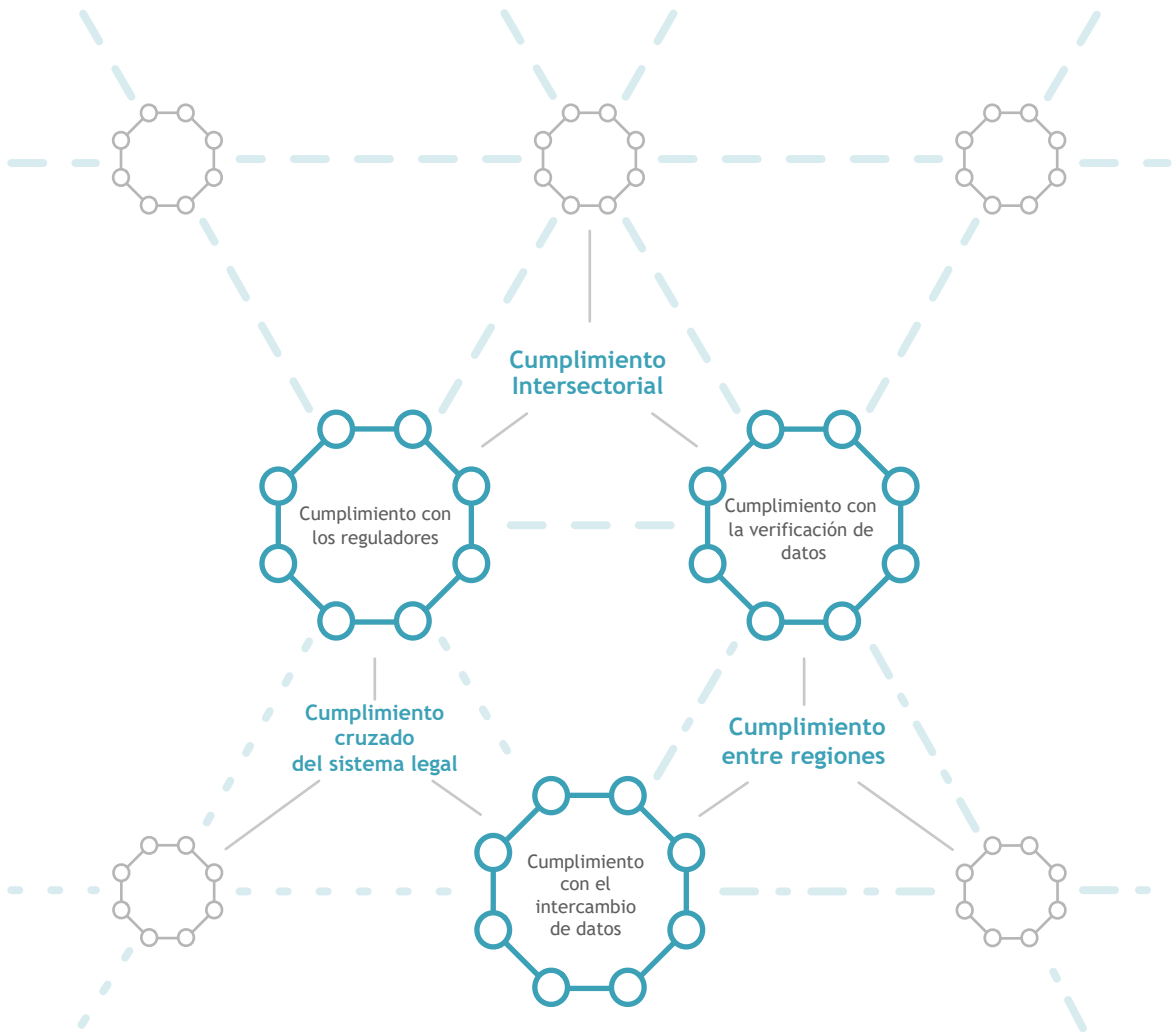 Cumplimiento
Intersectorial
Cumplimiento con
los reguladores
Cumplimiento con
la verificación de
datos
Cumplimiento
cruzado
del sistema legal
Cumplimiento
entre regiones
Cumplimiento
con el
intercambio
de datos